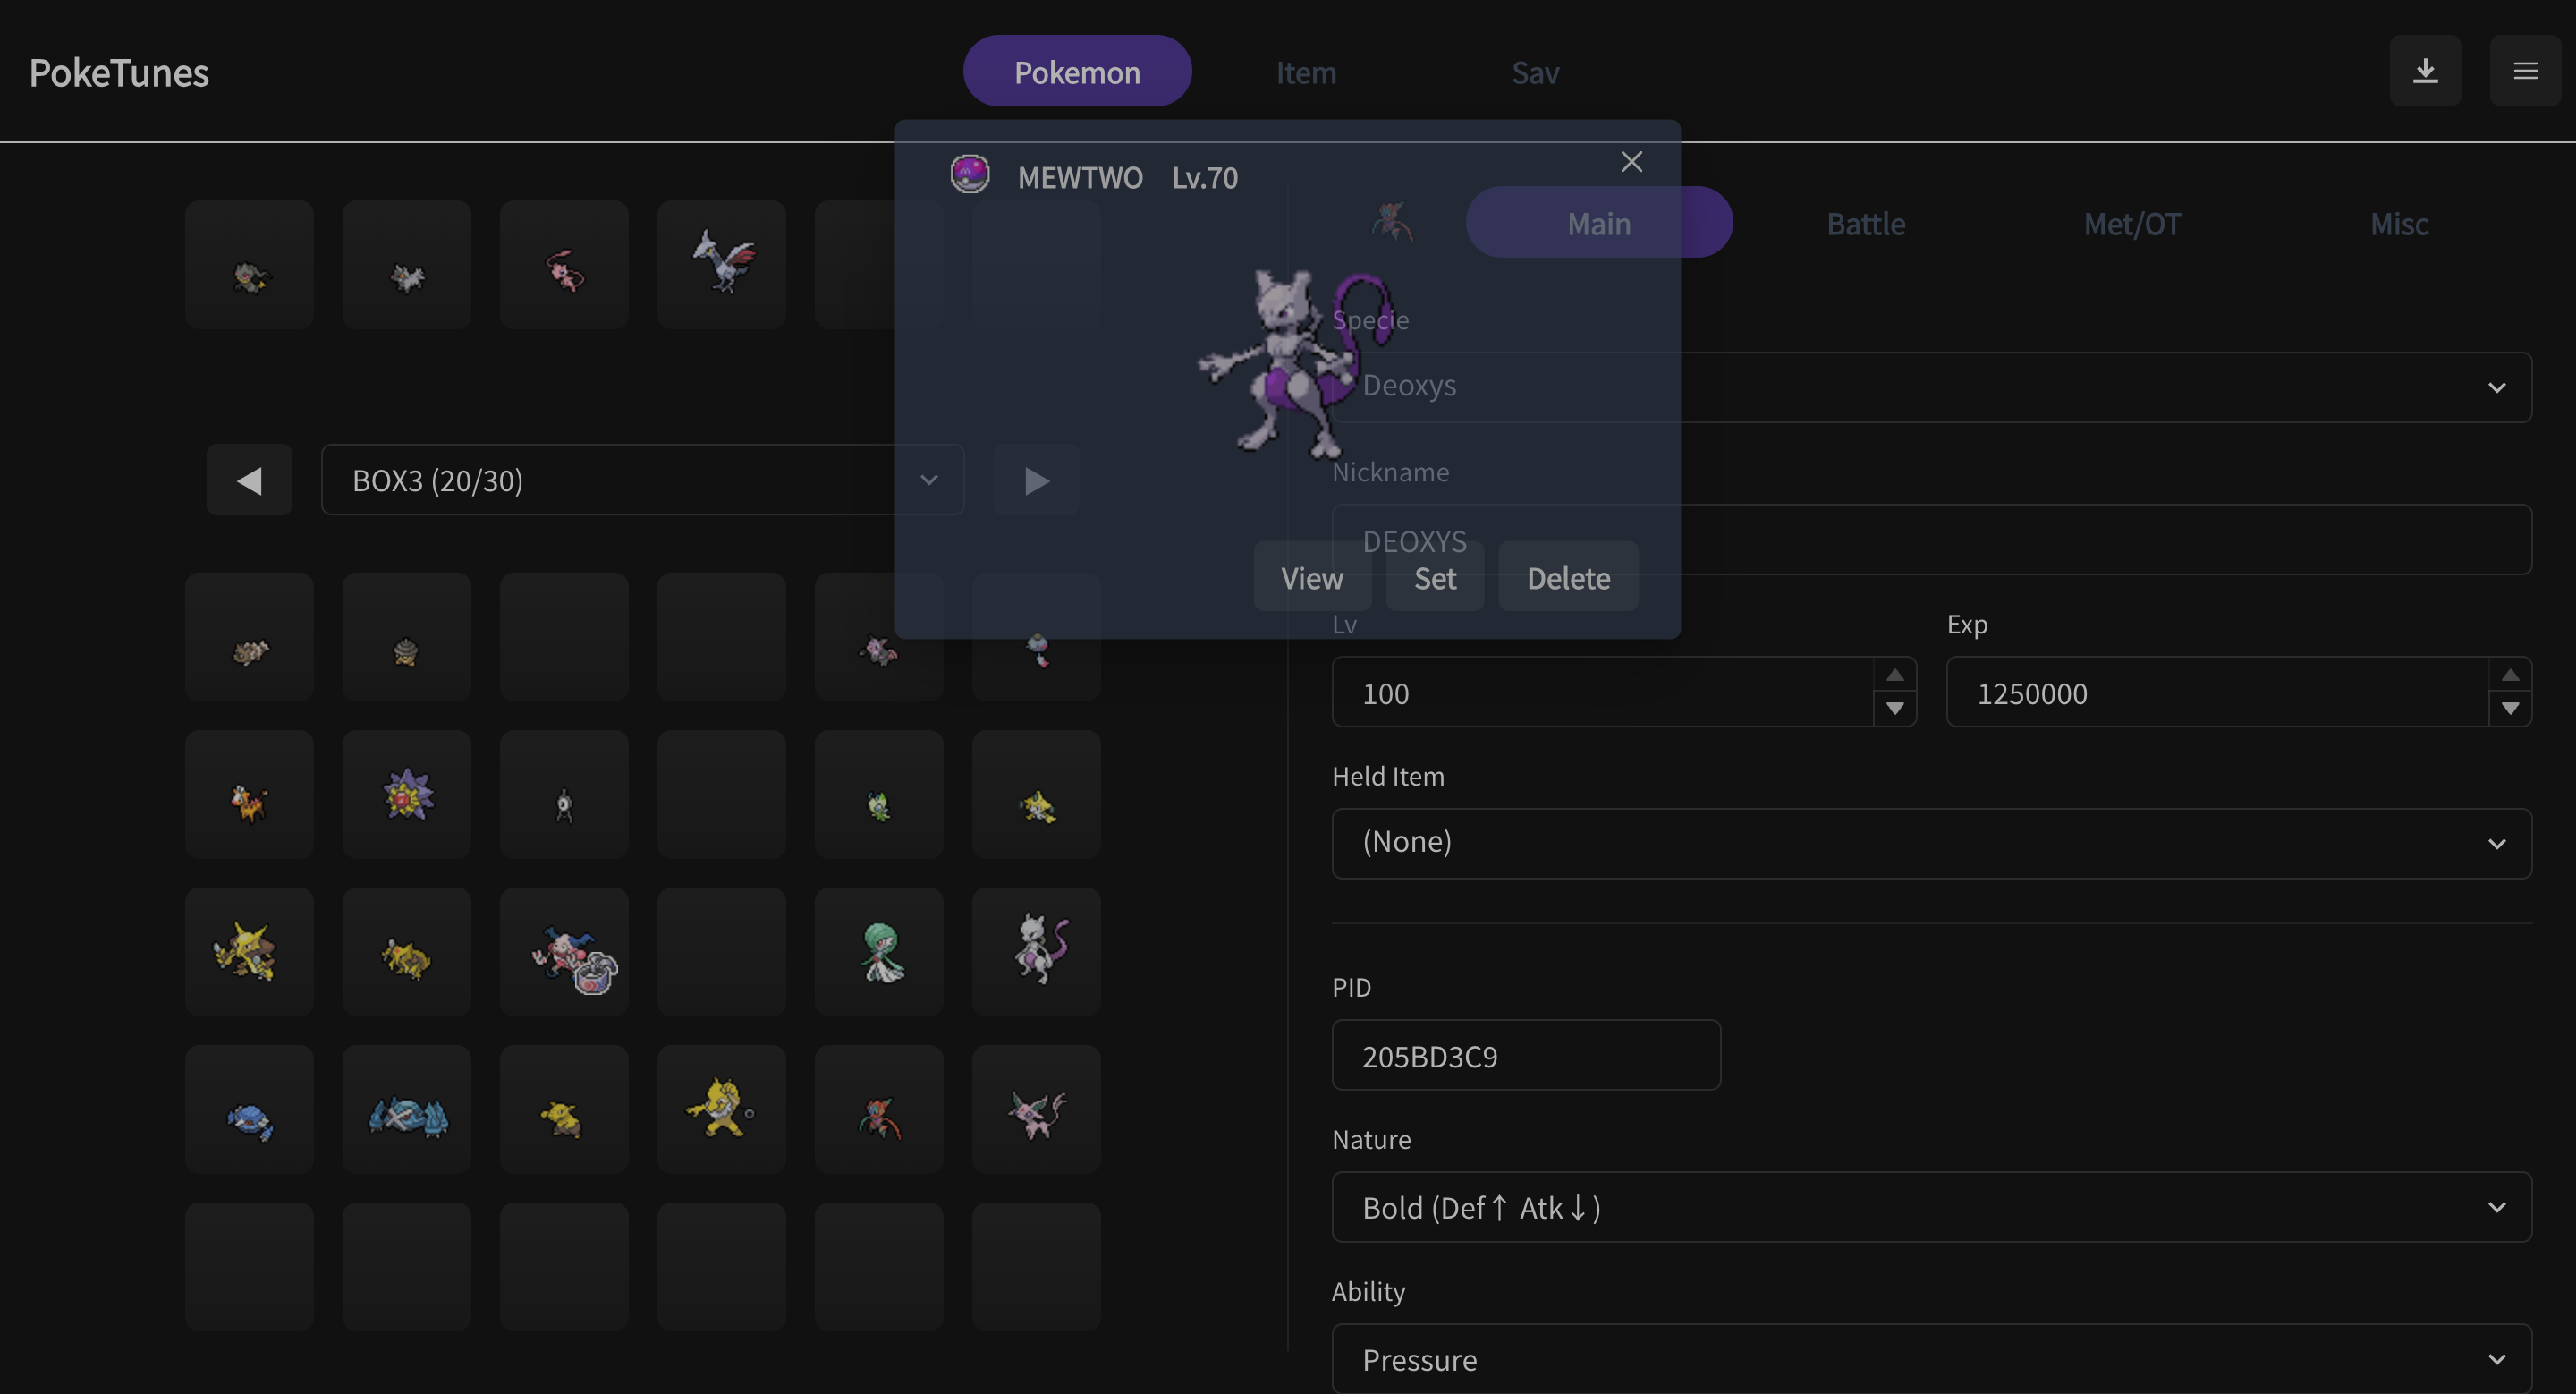 PokeTunes
Pokemon
Item
Sav
MEWTWO Lv.70
Main
Battle
Met/OT
Misc
Specie
Deoxys
BOX3 (20/30)
Nickname
DEOXYS
View
Set
Delete
Lv
Exp
100
1250000
Held Item
(None)
PID
205BD3C9
Nature
Bold (Def↑ Atk↓)
Ability
Pressure